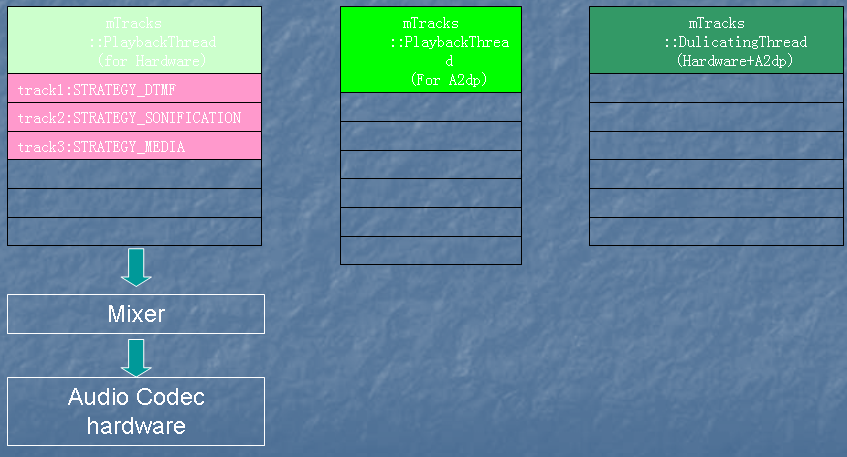 mTracks
::PlaybackThread
(for Hardware)
track1:STRATEGY_DTMF
track2:STRATEGY_SONIFICATION
track3:STRATEGY_MEDIA
mTracks
::PlaybackThrea
d
(For A2dp)
mTracks
::DulicatingThread
(Hardware+A2dp)
Mixer
Audio Codec
hardware